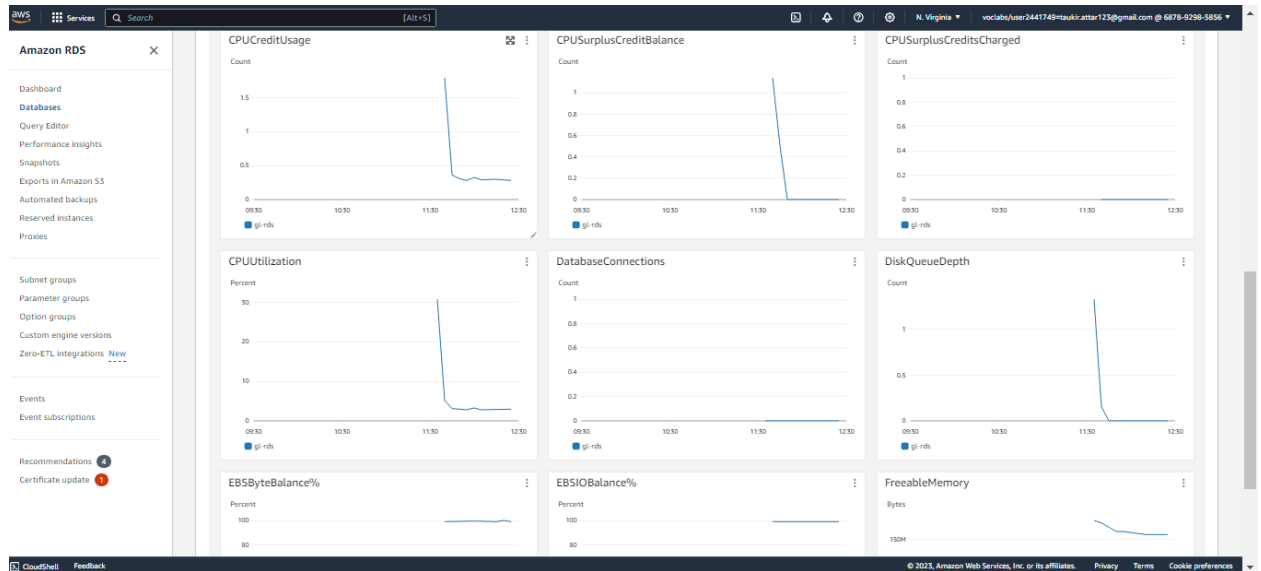 aws Services Search [Alt+S] N. Virginia voclabs/user2441749=taukir.attar123@gmail.com @ 6878-9298-5856
Amazon RDS
Dashboard
Databases
Query Editor
Performance insights
Snapshots
Exports in Amazon S3
Automated backups
Reserved instances
Proxies
Subnet groups
Parameter groups
Option groups
Custom engine versions
Zero-ETL integrations New
Events
Event subscriptions
Recommendations 4
Certificate update 1
CPUCreditUsage
Count
1.5
1
0.5
0
09:30 10:30 11:30 12:30
gl-rds
CPUSurplusCreditBalance
Count
1
0.8
0.6
0.4
0.2
0
09:30 10:30 11:30 12:30
gl-rds
CPUSurplusCreditsCharged
Count
1
0.8
0.6
0.4
0.2
0
09:30 10:30 11:30 12:30
gl-rds
CPUUtilization
Percent
30
20
10
0
09:30 10:30 11:30 12:30
gl-rds
DatabaseConnections
Count
1
0.8
0.6
0.4
0.2
0
09:30 10:30 11:30 12:30
gl-rds
DiskQueueDepth
Count
1
0.5
0
09:30 10:30 11:30 12:30
gl-rds
EBSByteBalance%
Percent
100
80
EBSIOBalance%
Percent
100
80
FreeableMemory
Bytes
150M
CloudShell Feedback © 2023, Amazon Web Services, Inc. or its affiliates. Privacy Terms Cookie preferences